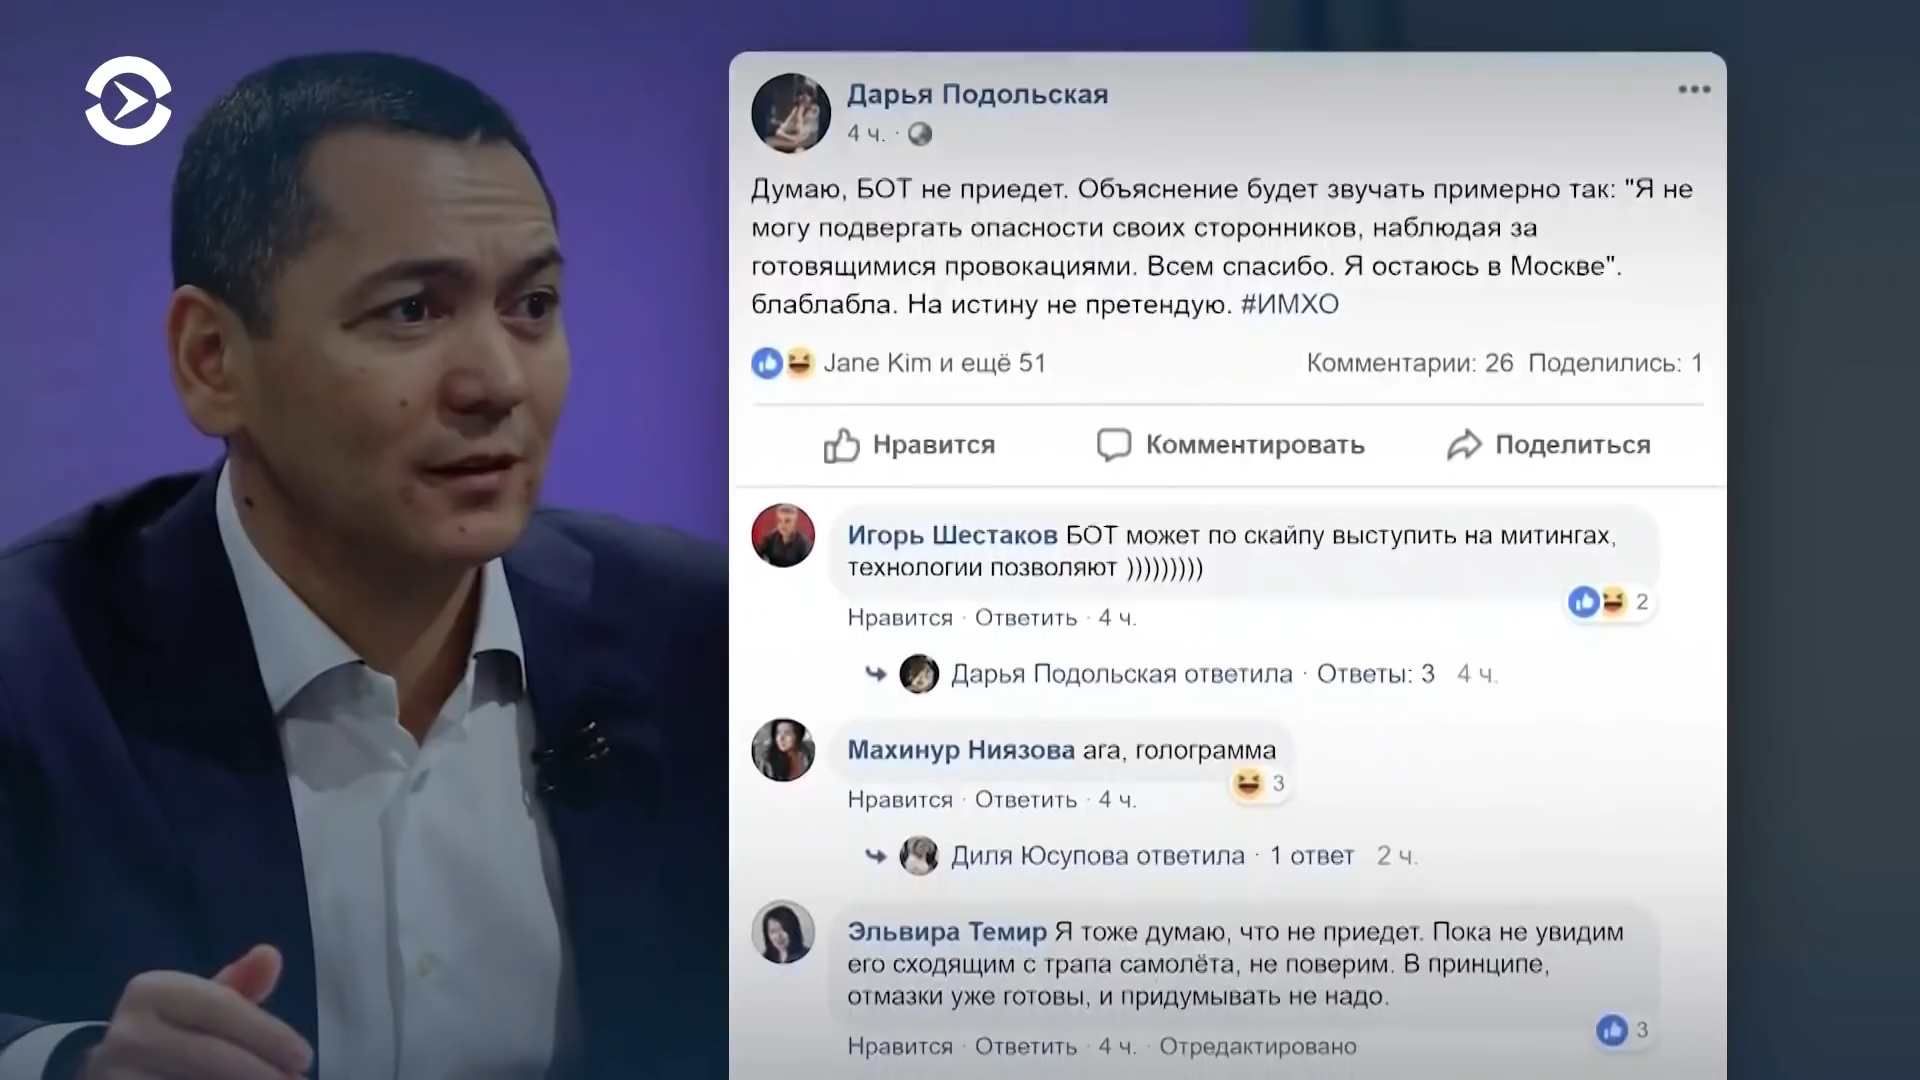 Дарья Подольская
4 ч. ·
Думаю, БОТ не приедет. Объяснение будет звучать примерно так: "Я не
могу подвергать опасности своих сторонников, наблюдая за
готовящимися провокациями. Всем спасибо. Я остаюсь в Москве".
блаблабла. На истину не претендую. #ИМХО
Jane Kim и ещё 51 Комментарии: 26 Поделились: 1
Нравится Комментировать Поделиться
Игорь Шестаков БОТ может по скайпу выступить на митингах,
технологии позволяют )))))))))
2
Нравится · Ответить · 4 ч.
Дарья Подольская ответила · Ответы: 3 4 ч.
Махинур Ниязова ага, голограмма
3
Нравится · Ответить · 4 ч.
Диля Юсупова ответила · 1 ответ 2 ч.
Эльвира Темир Я тоже думаю, что не приедет. Пока не увидим
его сходящим с трапа самолёта, не поверим. В принципе,
отмазки уже готовы, и придумывать не надо.
3
Нравится · Ответить · 4 ч. · Отредактировано